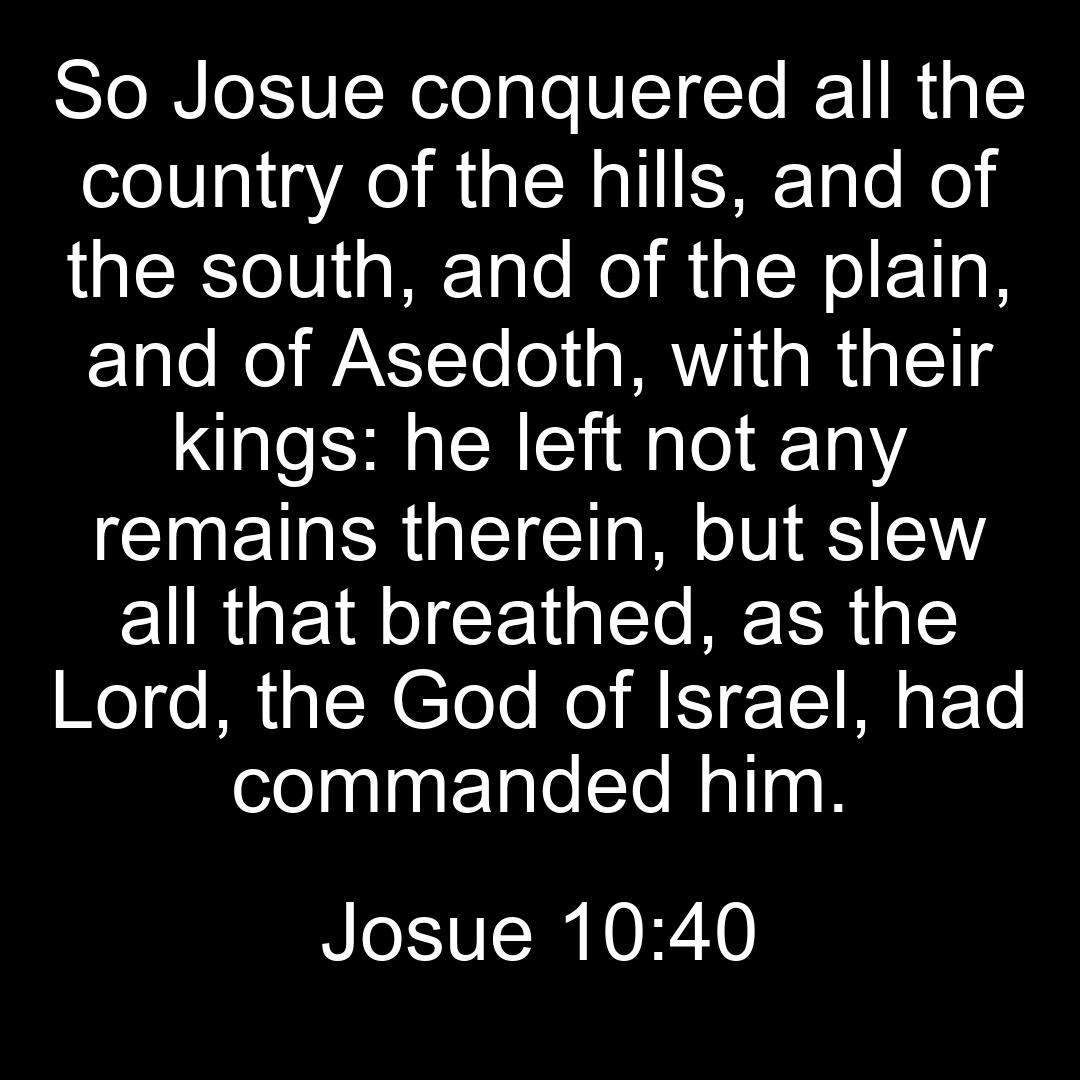 So Josue conquered all the
country of the hills, and of
the south, and of the plain,
and of Asedoth, with their
kings: he left not any
remains therein, but slew
all that breathed, as the
Lord, the God of Israel, had
commanded him.
Josue 10:40